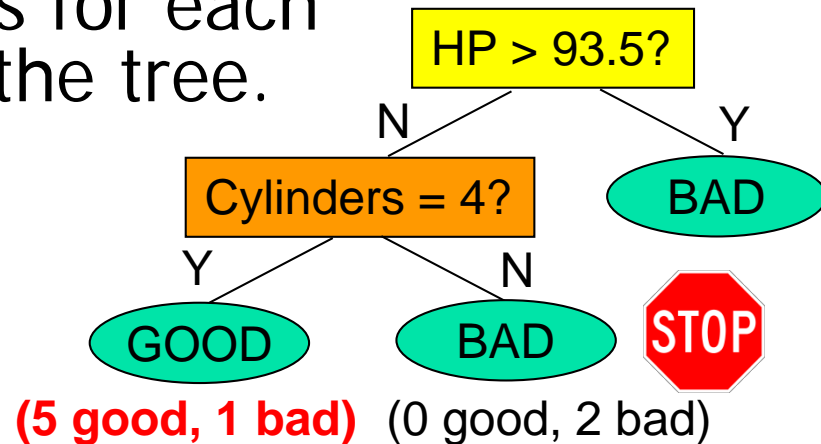 s for each
the tree.
HP > 93.5?
N Y
Cylinders = 4? BAD
Y N
GOOD BAD STOP
(5 good, 1 bad) (0 good, 2 bad)